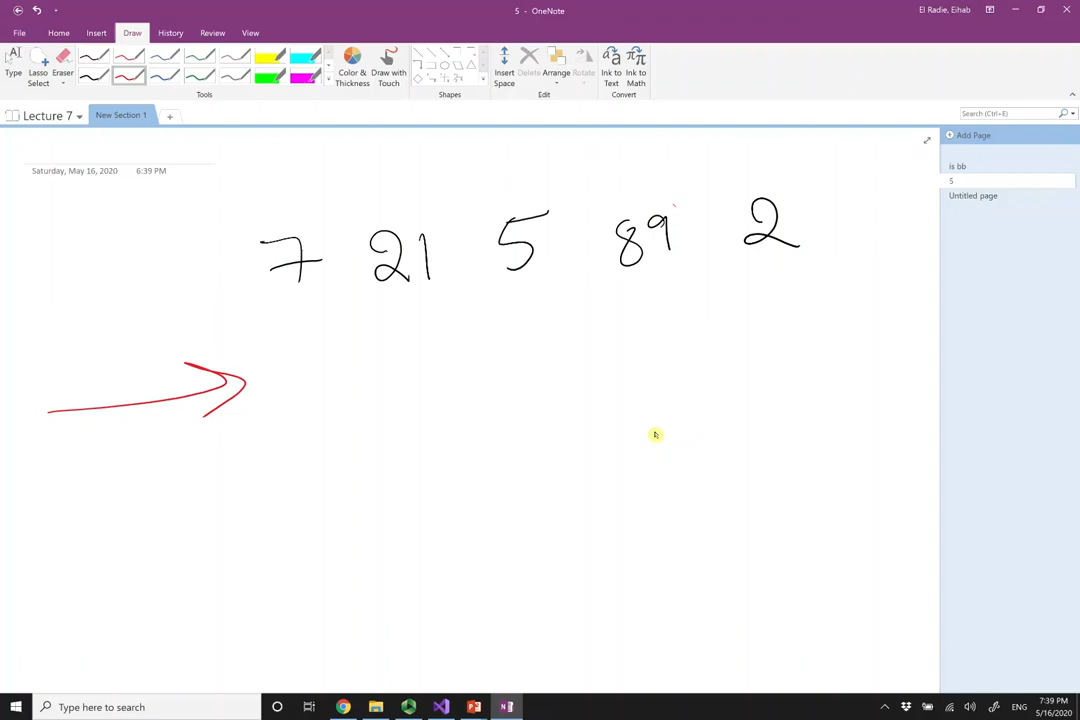 5 - OneNote
El Radie, Eihab
File Home Insert Draw History Review View
Type Lasso Select Eraser Color & Thickness Draw with Touch Insert Space Delete Arrange Rotate Ink to Text Ink to Math
Tools Shapes Edit Convert
Lecture 7 New Section 1 Search (Ctrl+E)
Add Page
Saturday, May 16, 2020 6:39 PM
is bb
5
Untitled page
7 21 5 89 2
Type here to search
ENG
7:39 PM
5/16/2020